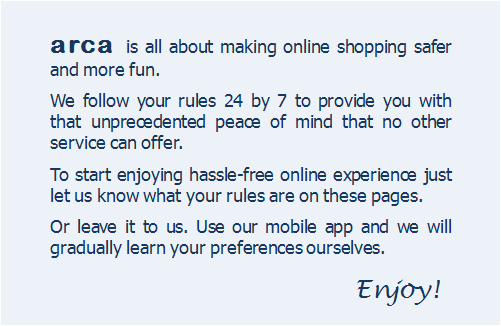 arca is all about making online shopping safer
and more fun.
We follow your rules 24 by 7 to provide you with
that unprecedented peace of mind that no other
service can offer.
To start enjoying hassle-free online experience just
let us know what your rules are on these pages.
Or leave it to us. Use our mobile app and we will
gradually learn your preferences ourselves.
Enjoy!